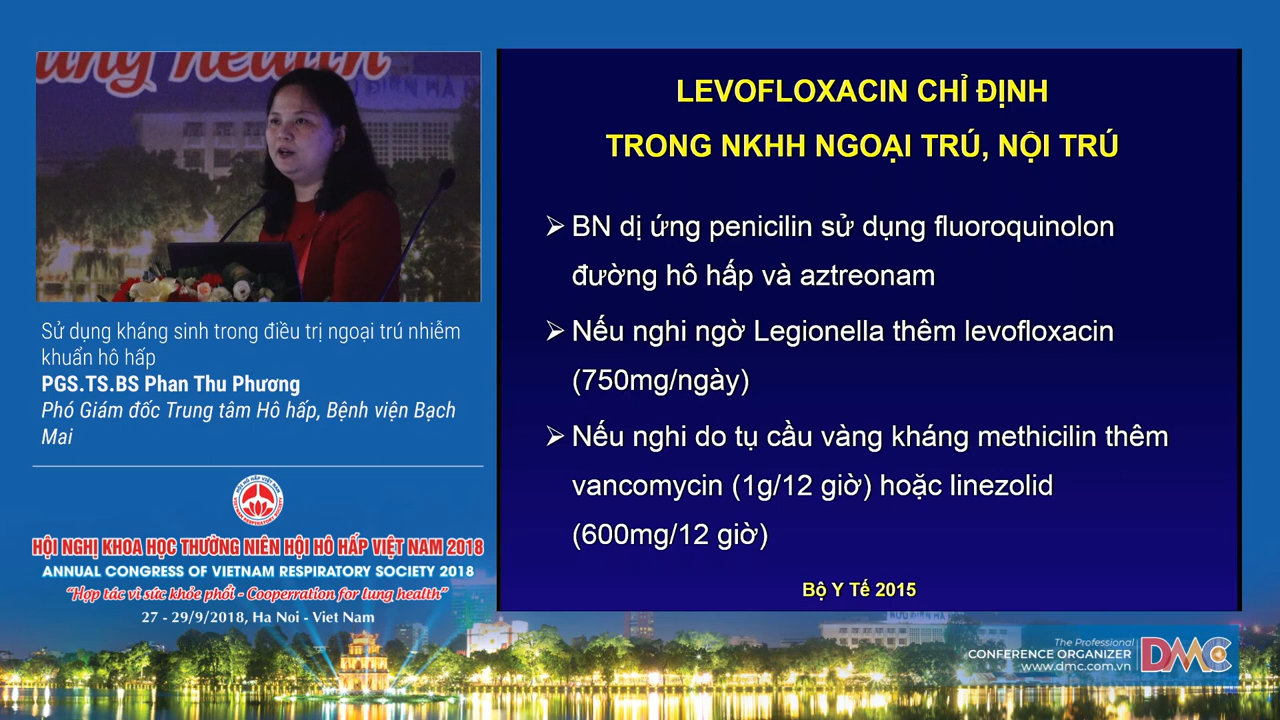 ung health
LEVOFLOXACIN CHỈ ĐỊNH
TRONG NKHH NGOẠI TRÚ, NỘI TRÚ
➢ BN dị ứng penicilin sử dụng fluoroquinolon
đường hô hấp và aztreonam
➢ Nếu nghi ngờ Legionella thêm levofloxacin
(750mg/ngày)
➢ Nếu nghi do tụ cầu vàng kháng methicilin thêm
vancomycin (1g/12 giờ) hoặc linezolid
(600mg/12 giờ)
Bộ Y Tế 2015
Sử dụng kháng sinh trong điều trị ngoại trú nhiễm
khuẩn hô hấp
PGS.TS.BS Phan Thu Phương
Phó Giám đốc Trung tâm Hô hấp, Bệnh viện Bạch
Mai
HỘI NGHỊ KHOA HỌC THƯỜNG NIÊN HỘI HÔ HẤP VIỆT NAM 2018
ANNUAL CONGRESS OF VIETNAM RESPIRATORY SOCIETY 2018
"Hợp tác vì sức khỏe phổi - Cooperration for lung health"
27 - 29/9/2018, Ha Noi - Viet Nam
The Professional
CONFERENCE ORGANIZER
www.dmc.com.vn
DMC